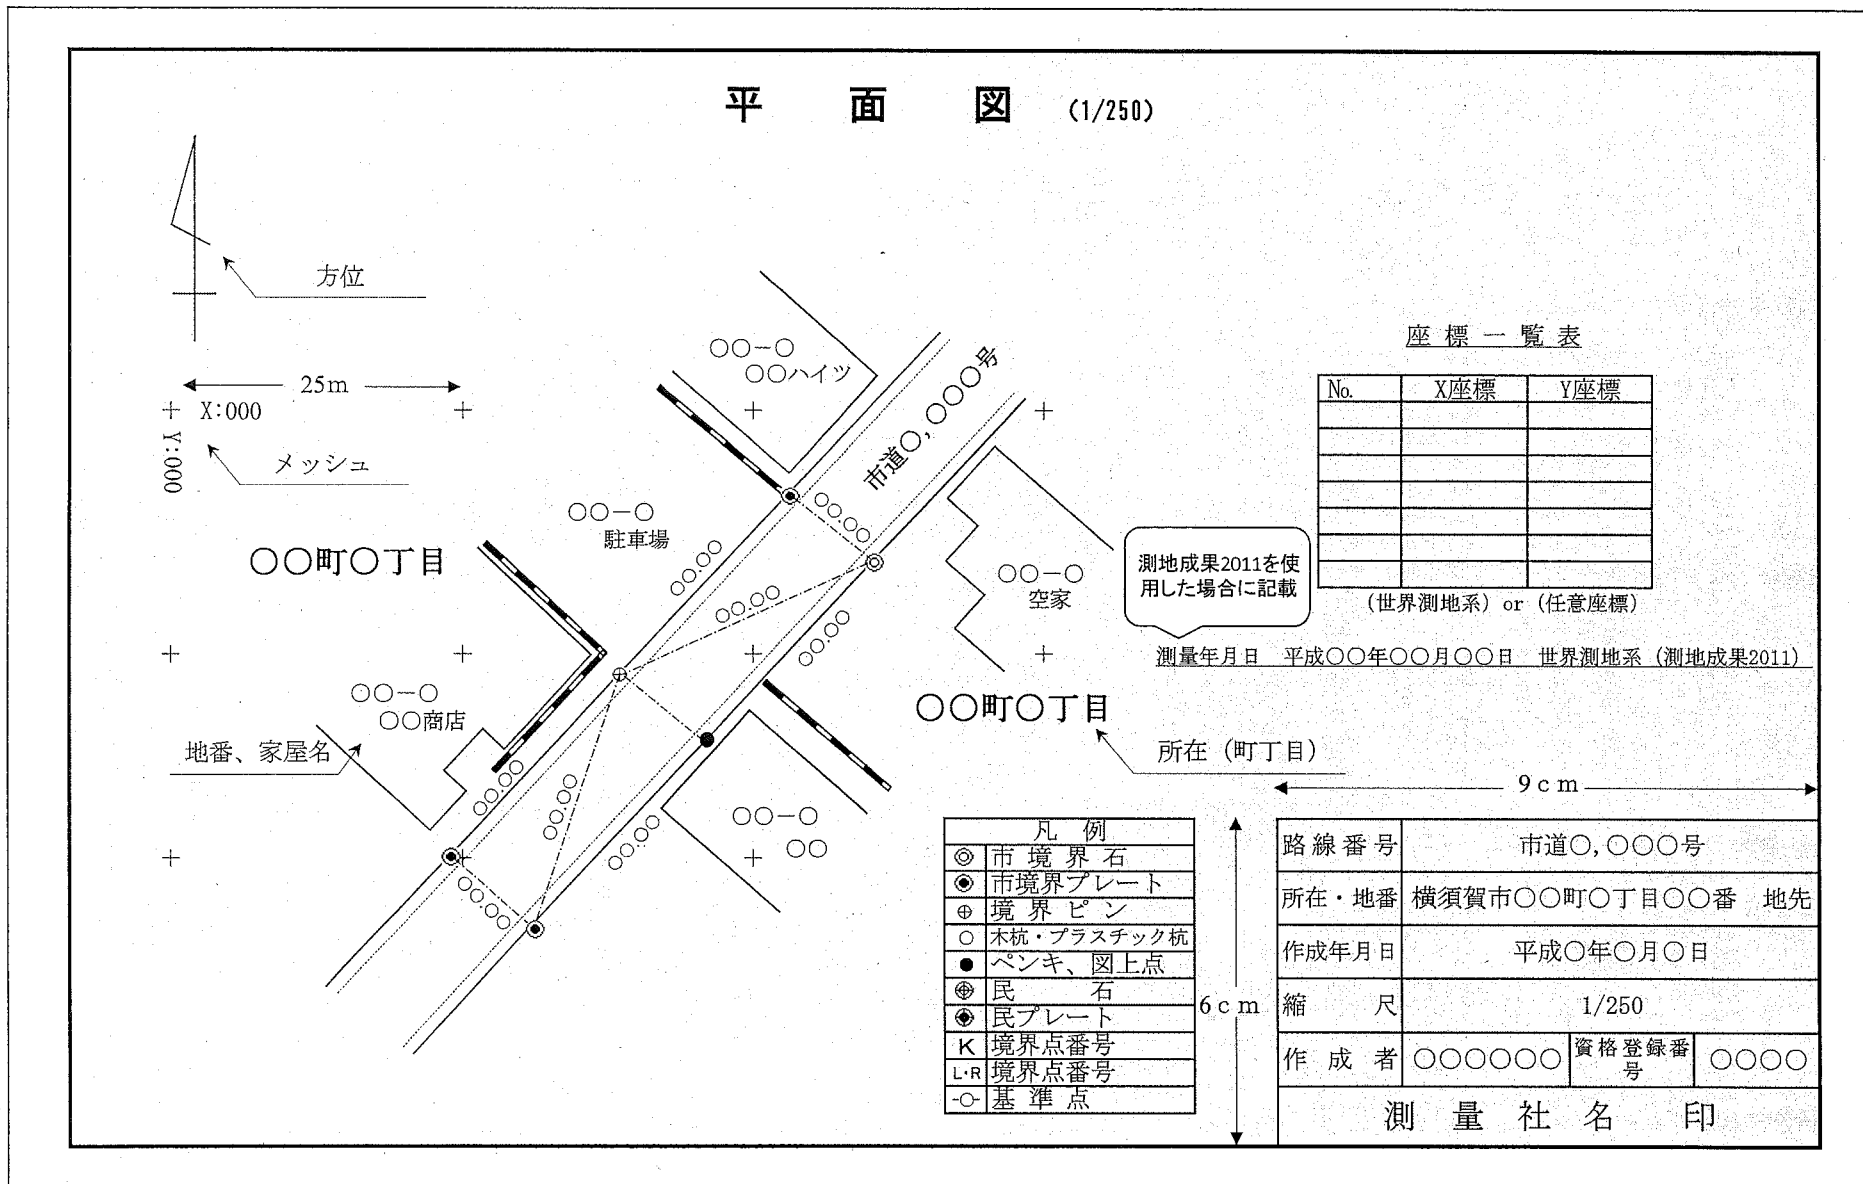 平　面　図　(1/250)
方位
25m
X:000
Y:000
メッシュ
○○－○
○○ハイツ
市道○,○○○号
○○.○○
○○－○
駐車場
○○.○○
○○町○丁目
○○.○○
○○.○○
○○－○
空家
○○－○
○○商店
地番、家屋名
○○町○丁目
所在（町丁目）
○○.○○
○○.○○
○○.○○
○○.○○
○○－○
○○
座標一覧表
No.　X座標　Y座標
(世界測地系) or (任意座標)
測地成果2011を使
用した場合に記載
測量年月日　平成○○年○○月○○日　世界測地系（測地成果2011）
凡　例
◎　市境界石
◉　市境界プレート
⊕　境界ピン
○　木杭・プラスチック杭
●　ペンキ、図上点
民　石
民プレート
K　境界点番号
L・R　境界点番号
-○-　基準点
9cm
6cm
路線番号　市道○,○○○号
所在・地番　横須賀市○○町○丁目○○番　地先
作成年月日　平成○年○月○日
縮　尺　1/250
作成者　○○○○○○　資格登録番号　○○○○
測　量　社　名　　印